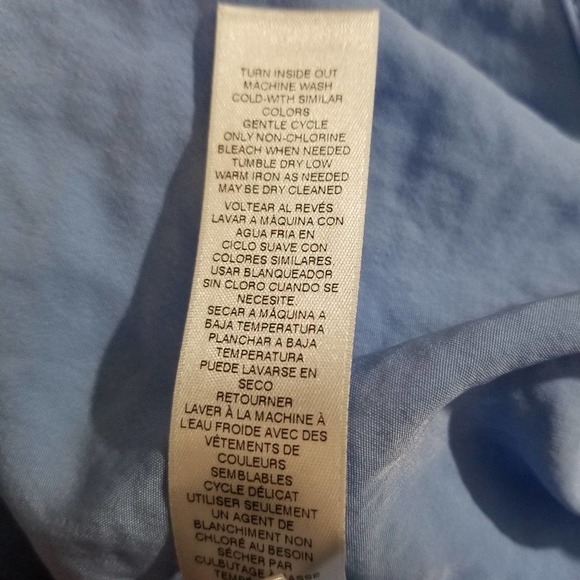 TURN INSIDE OUT
MACHINE WASH
COLD-WITH SIMILAR
COLORS
GENTLE CYCLE
ONLY NON-CHLORINE
BLEACH WHEN NEEDED
TUMBLE DRY LOW
WARM IRON AS NEEDED
MAY BE DRY CLEANED
VOLTEAR AL REVÉS
LAVAR A MÁQUINA CON
AGUA FRIA EN
CICLO SUAVE CON
COLORES SIMILARES.
USAR BLANQUEADOR
SIN CLORO CUANDO SE
NECESITE.
SECAR A MÁQUINA A
BAJA TEMPERATURA
PLANCHAR A BAJA
TEMPERATURA
PUEDE LAVARSE EN
SECO
RETOURNER
LAVER À LA MACHINE À
L'EAU FROIDE AVEC DES
VÊTEMENTS DE
COULEURS
SEMBLABLES
CYCLE DÉLICAT
UTILISER SEULEMENT
UN AGENT DE
BLANCHIMENT NON
CHLORÉ AU BESOIN
SÉCHER PAR
CULBUTAGE À